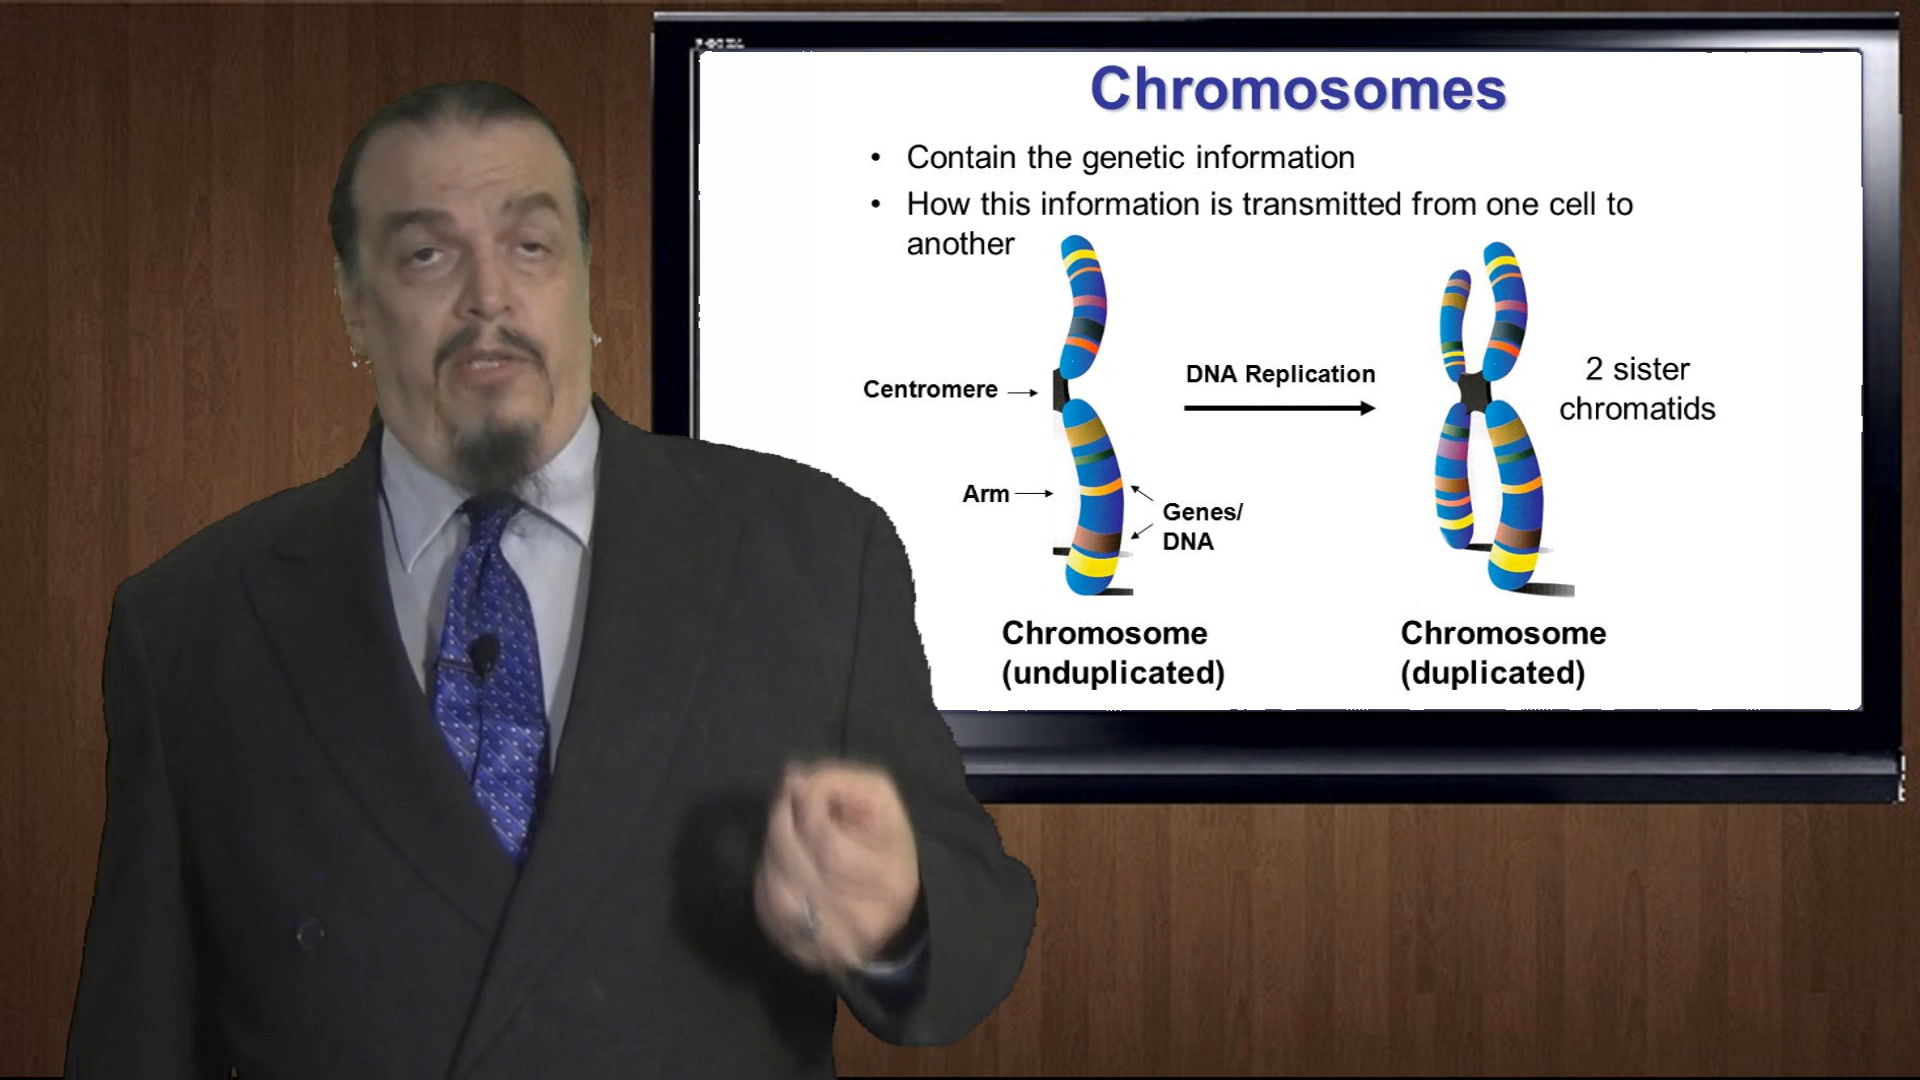 Chromosomes
• Contain the genetic information
• How this information is transmitted from one cell to
another
Centromere
DNA Replication
2 sister
chromatids
Arm
Genes/
DNA
Chromosome
(unduplicated)
Chromosome
(duplicated)